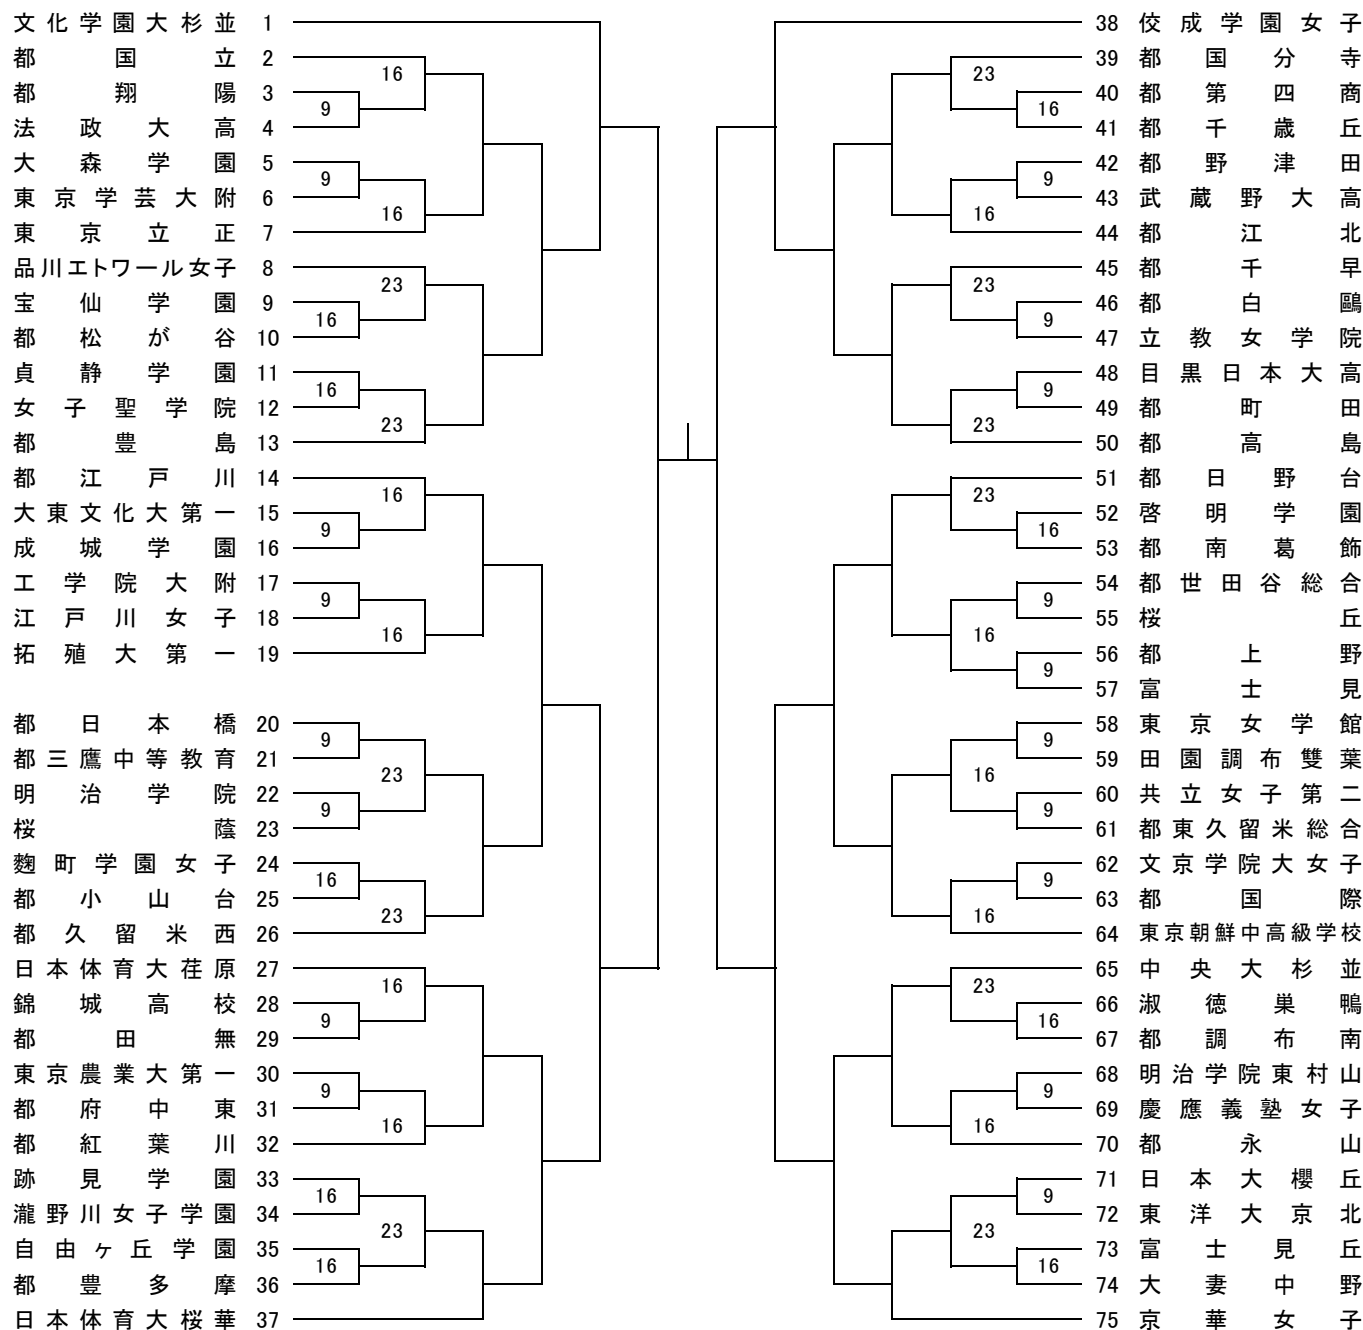 文化学園大杉並 1
都国立 2
16
都翔陽 3
9
法政大高 4
大森学園 5
9
東京学芸大附 6
16
東京立正 7
品川エトワール女子 8
23
宝仙学園 9
16
都松が谷 10
貞静学園 11
16
女子聖学院 12
23
都豊島 13
都江戸川 14
16
大東文化大第一 15
9
成城学園 16
工学院大附 17
9
江戸川女子 18
16
拓殖大第一 19
都日本橋 20
9
都三鷹中等教育 21
23
明治学院 22
9
桜蔭 23
麴町学園女子 24
16
都小山台 25
23
都久留米西 26
日本体育大荏原 27
16
錦城高校 28
9
都田無 29
東京農業大第一 30
9
都府中東 31
16
都紅葉川 32
跡見学園 33
16
瀧野川女子学園 34
23
自由ヶ丘学園 35
16
都豊多摩 36
日本体育大桜華 37
38 佼成学園女子
39 都国分寺
23
40 都第四商
16
41 都千歳丘
42 都野津田
9
43 武蔵野大高
16
44 都江北
45 都千早
23
46 都白鷗
9
47 立教女学院
48 目黒日本大高
9
49 都町田
23
50 都高島
51 都日野台
23
52 啓明学園
16
53 都南葛飾
54 都世田谷総合
9
55 桜丘
16
56 都上野
9
57 富士見
58 東京女学館
9
59 田園調布雙葉
16
60 共立女子第二
9
61 都東久留米総合
62 文京学院大女子
9
63 都国際
16
64 東京朝鮮中高級学校
65 中央大杉並
23
66 淑徳巣鴨
16
67 都調布南
68 明治学院東村山
9
69 慶應義塾女子
16
70 都永山
71 日本大櫻丘
9
72 東洋大京北
23
73 富士見丘
16
74 大妻中野
75 京華女子